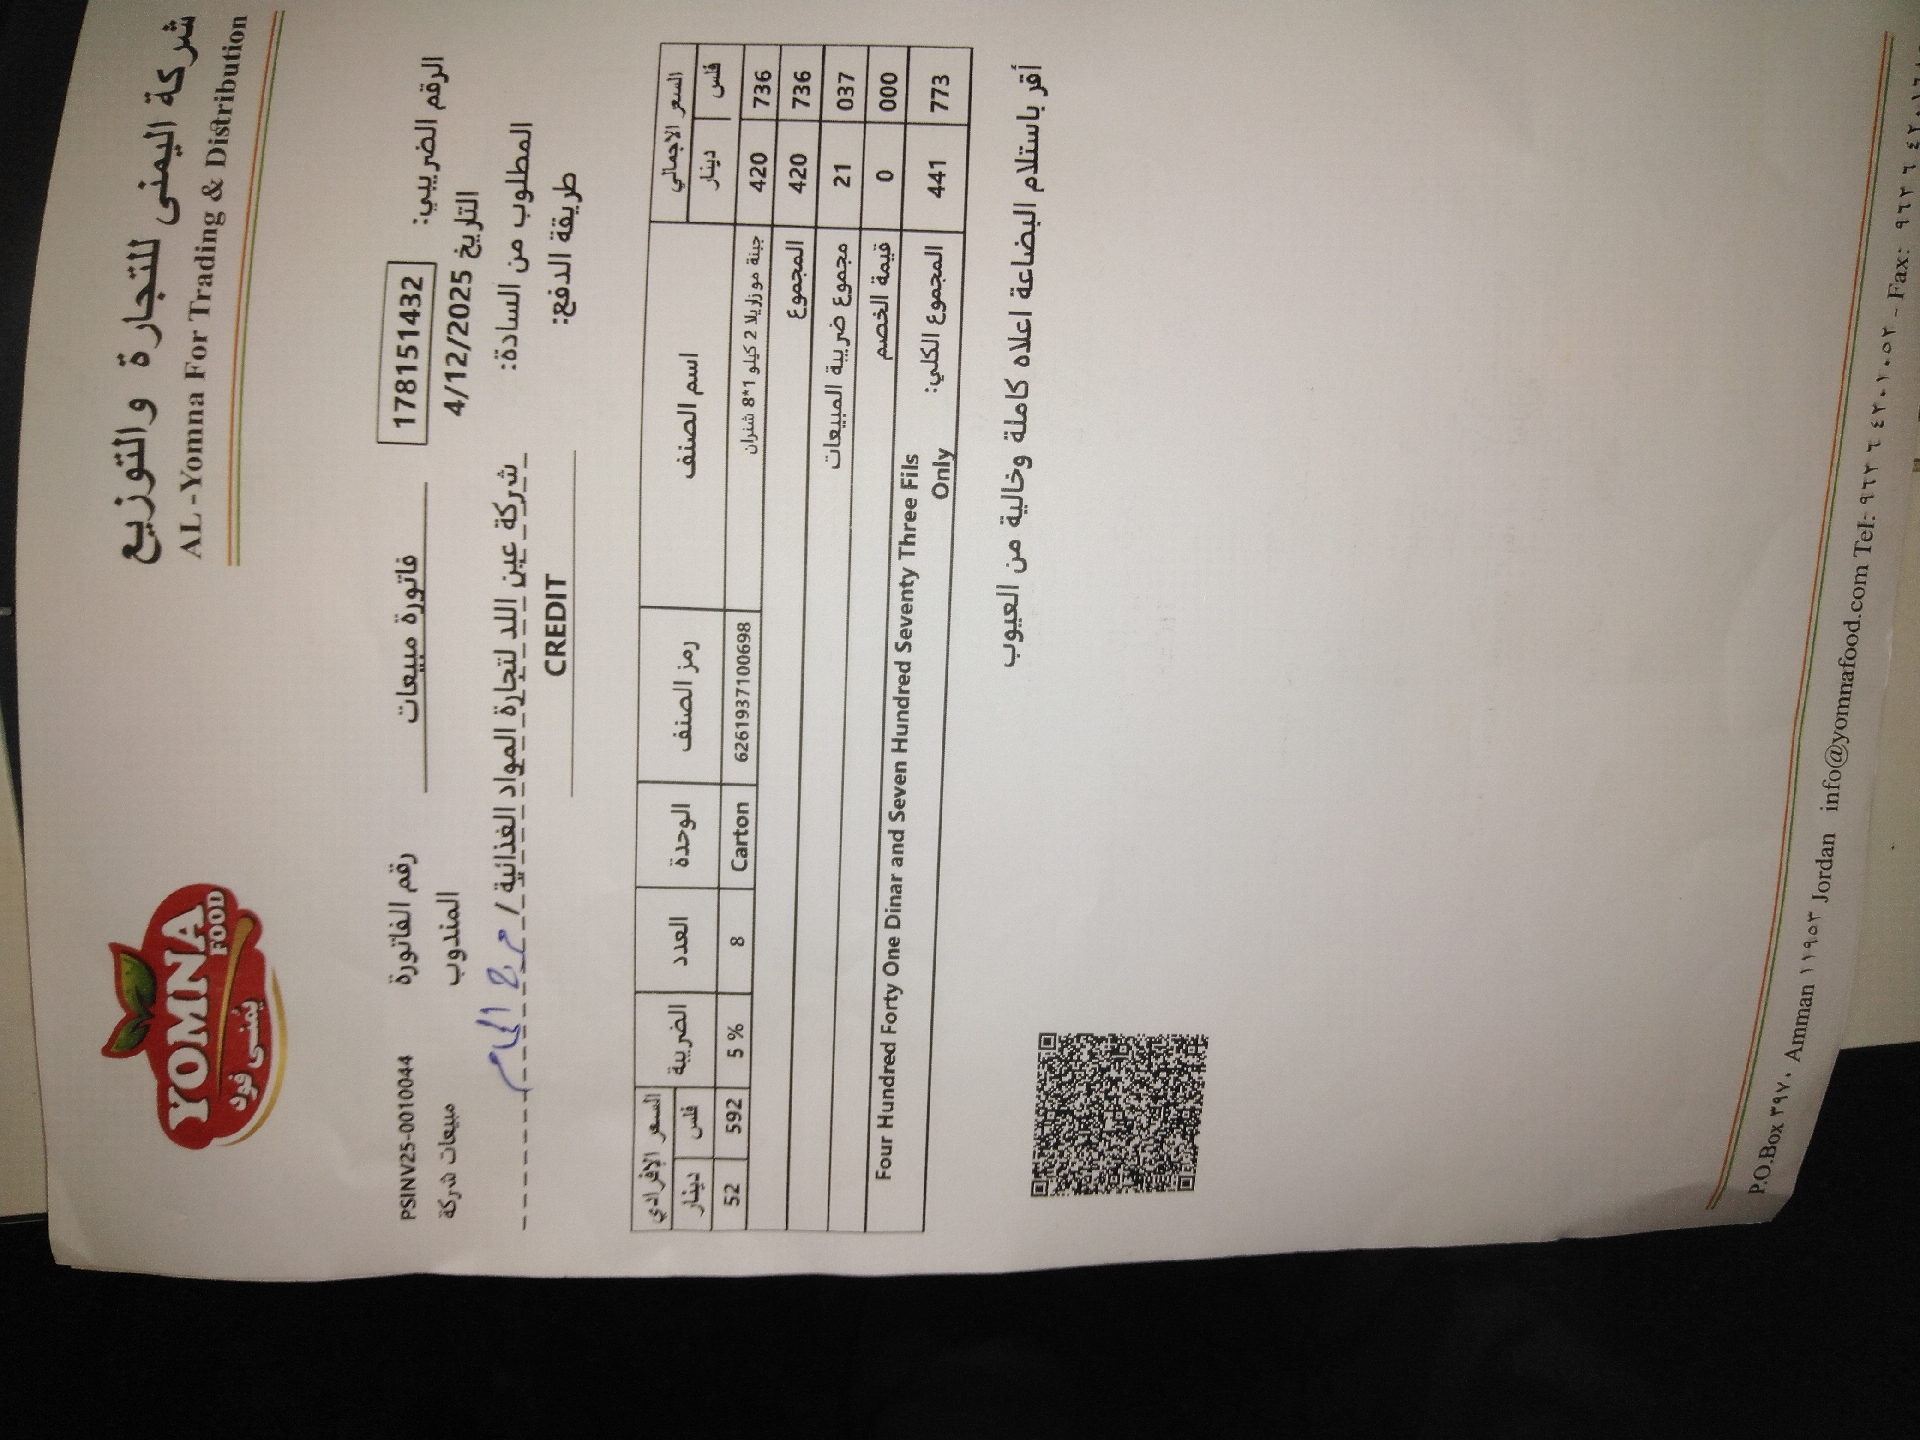 شركة اليمنى للتجارة والتوزيع
AL-Yomna For Trading & Distribution
YOMNA
FOOD
يمنى فود
الرقم الضريبي: 178151432 فاتورة مبيعات رقم الفاتورة PSINV25-0010044
التاريخ 4/12/2025 المندوب مبيعات شركة
المطلوب من السادة: شركة عين اللد لتجارة المواد الغذائية /
طريقة الدفع: CREDIT
السعر الاجمالي اسم الصنف رمز الصنف الوحدة العدد الضريبة السعر الإفرادي
فلس دينار فلس دينار
736 420 جبنة موزريلا 2 كيلو 1*8 شنران 6261937100698 Carton 8 5 % 592 52
736 420 المجموع
037 21 مجموع ضريبة المبيعات
000 0 قيمة الخصم
773 441 المجموع الكلي: Four Hundred Forty One Dinar and Seven Hundred Seventy Three Fils
Only
أقر باستلام البضاعة اعلاه كاملة وخالية من العيوب
P.O.Box ٣٩٧٠ Amman ١١٩٥٣ Jordan info@yomnafood.com Tel: ٩٦٢ ٦ ٤٢٠٢٠٥٢ - Fax: